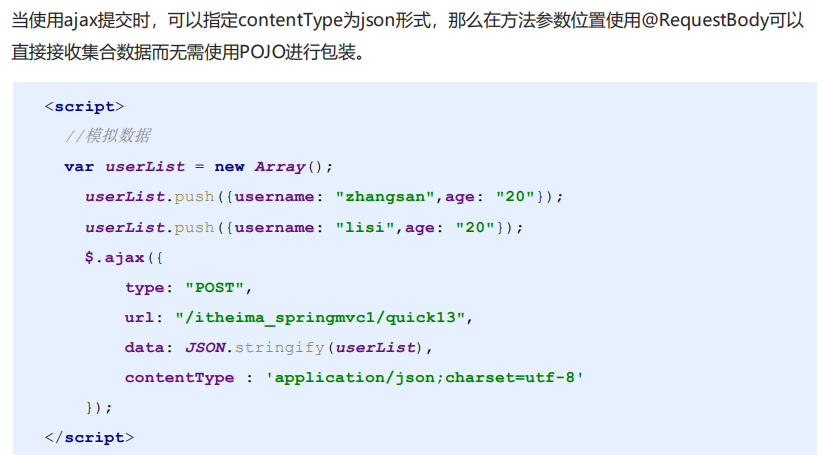 当使用ajax提交时，可以指定contentType为json形式，那么在方法参数位置使用@RequestBody可以
直接接收集合数据而无需使用POJO进行包装。
<script>
//模拟数据
var userList = new Array();
userList.push({username: "zhangsan",age: "20"});
userList.push({username: "lisi",age: "20"});
$.ajax({
type: "POST",
url: "/itheima_springmvc1/quick13",
data: JSON.stringify(userList),
contentType : 'application/json;charset=utf-8'
});
</script>